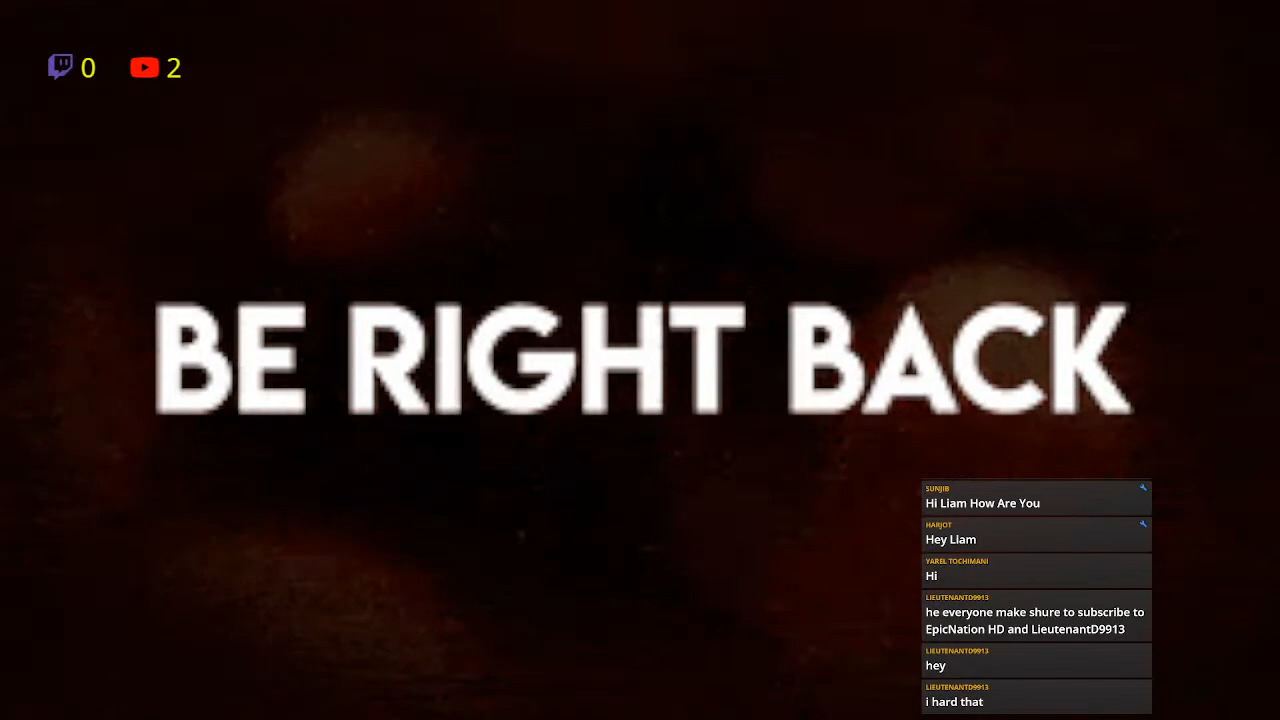 0
2
BE RIGHT BACK
SUNJIB
Hi Liam How Are You
HARJOT
Hey LIam
YAREL TOCHIMANI
Hi
LIEUTENANTD9913
he everyone make shure to subscribe to
EpicNation HD and LieutenantD9913
LIEUTENANTD9913
hey
LIEUTENANTD9913
i hard that